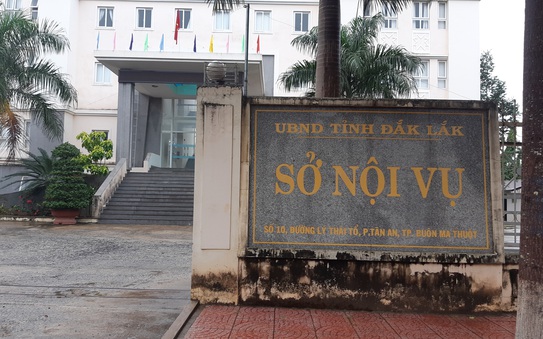 UBND TỈNH ĐẮK LẮK
SỞ NỘI VỤ
SỐ 10, ĐƯỜNG LÝ THÁI TỔ, P.TÂN AN, TP. BUÔN MA THUỘT